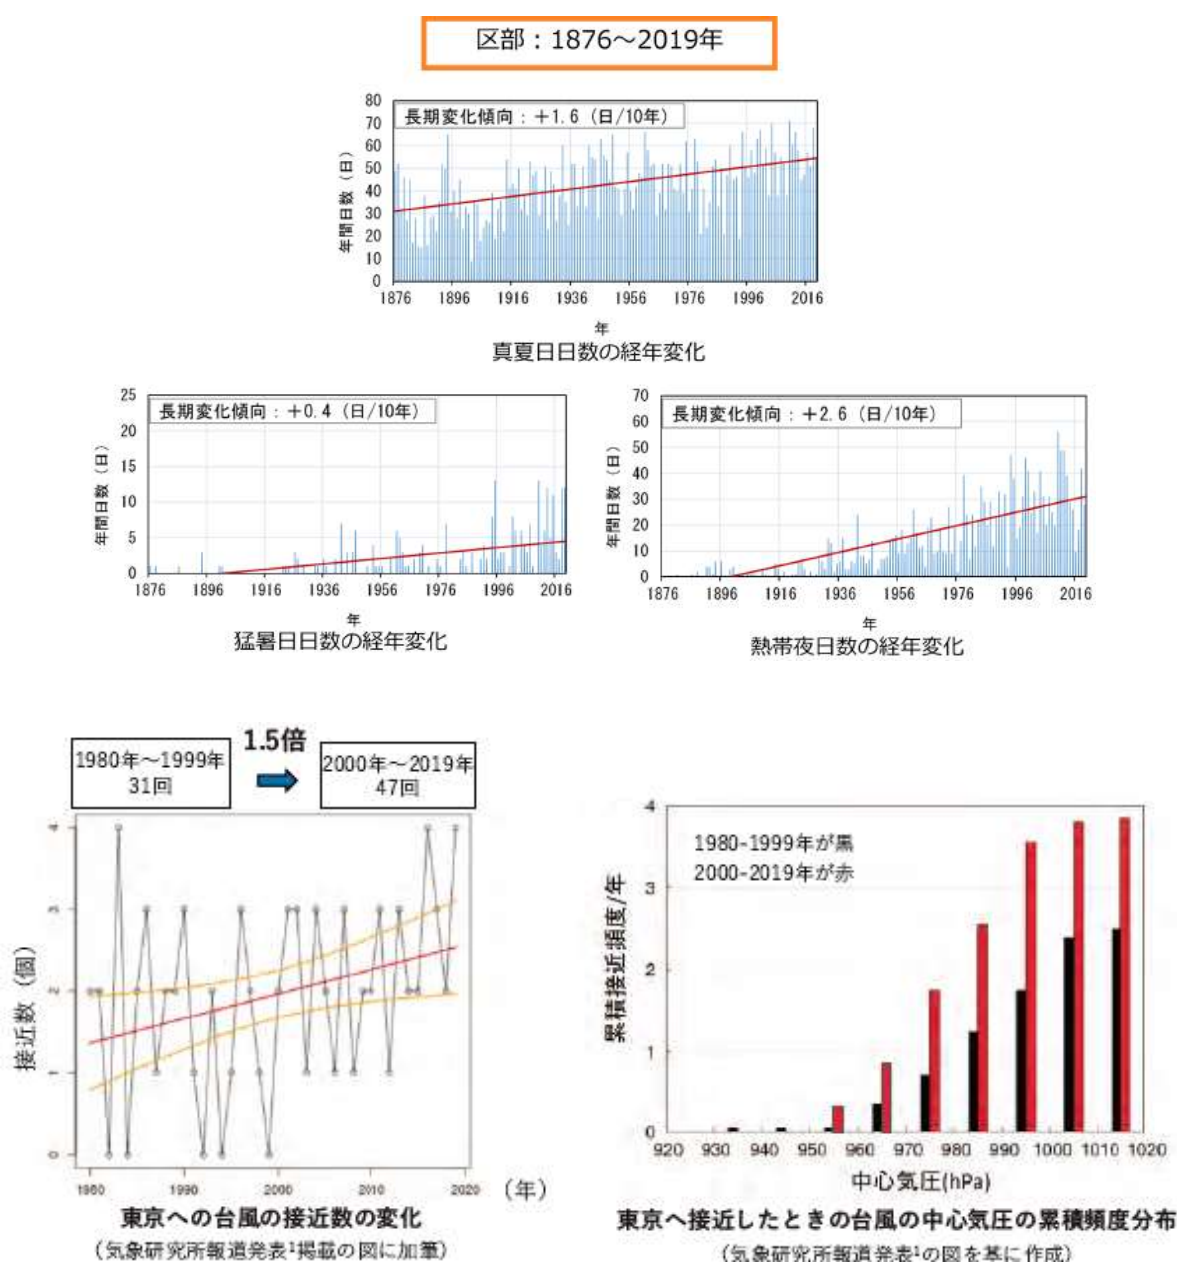 区部：1876～2019年
80
70
60
50
40
30
20
10
0
年間日数（日）
長期変化傾向：＋1.6（日/10年）
1876 1896 1916 1936 1956 1976 1996 2016
年
真夏日日数の経年変化
25
20
15
10
5
0
年間日数（日）
長期変化傾向：＋0.4（日/10年）
1876 1896 1916 1936 1956 1976 1996 2016
年
猛暑日日数の経年変化
70
60
50
40
30
20
10
0
年間日数（日）
長期変化傾向：＋2.6（日/10年）
1876 1896 1916 1936 1956 1976 1996 2016
年
熱帯夜日数の経年変化
1980年～1999年
31回
1.5倍
2000年～2019年
47回
4
3
2
1
0
接近数（個）
1980 1990 2000 2010 2020
（年）
東京への台風の接近数の変化
（気象研究所報道発表¹掲載の図に加筆）
4
3
2
1
0
累積接近頻度/年
1980-1999年が黒
2000-2019年が赤
920 930 940 950 960 970 980 990 1000 1010 1020
中心気圧(hPa)
東京へ接近したときの台風の中心気圧の累積頻度分布
（気象研究所報道発表¹の図を基に作成）